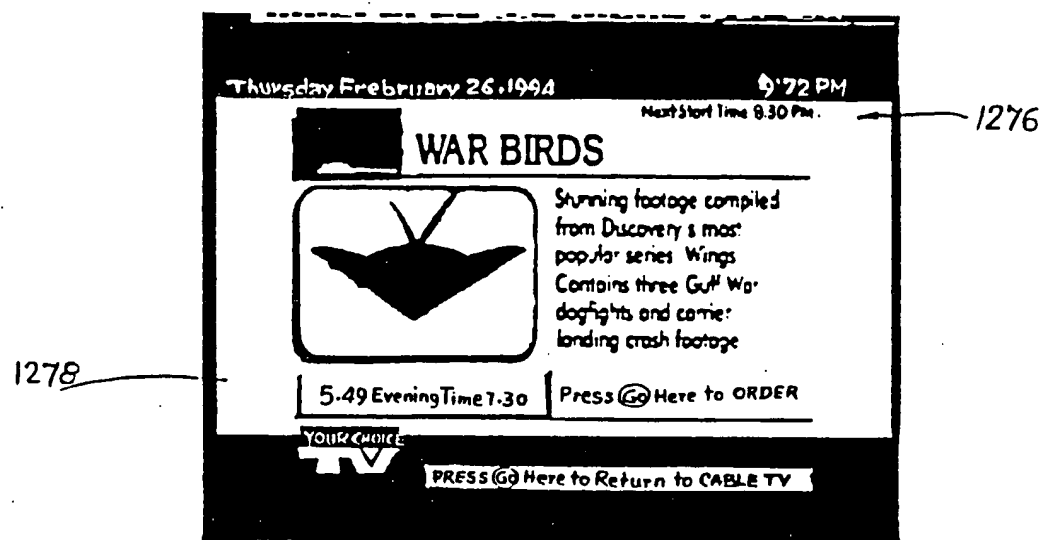 Thursday Frebruary 26.1994
9'72 PM
Next Start Time 8.30 PM.
1276
WAR BIRDS
Stunning footage compiled
from Discovery s most
popular series Wings
Contains three Gulf War
dogfights and carrier
landing crash footage
1278
5.49 Evening Time 7.30
Press Go Here to ORDER
YOUR CHOICE
TV
PRESS Go Here to Return to CABLE TV